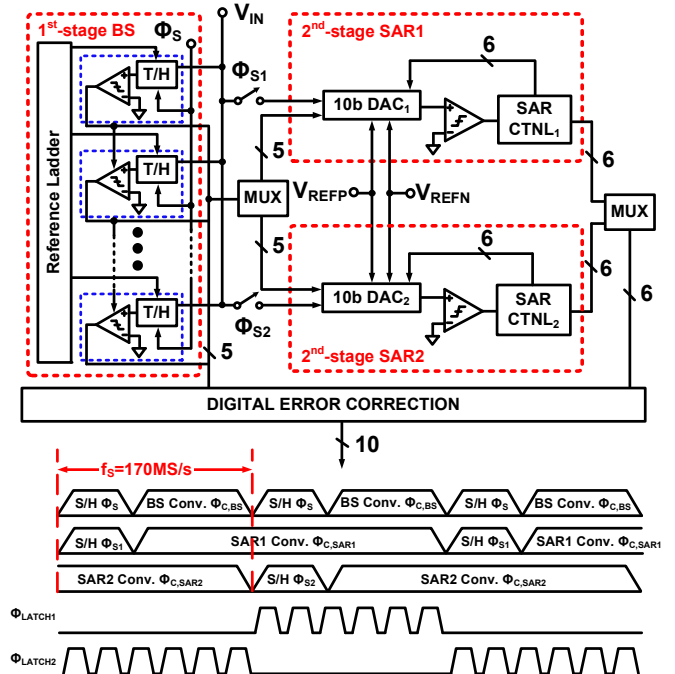 1st-stage BS
ΦS
VIN
2nd-stage SAR1
Reference Ladder
T/H
ΦS1
6
10b DAC1
SAR
CTNL1
5
6
T/H
MUX
VREFP
VREFN
MUX
5
6
6
6
T/H
ΦS2
10b DAC2
SAR
CTNL2
5
2nd-stage SAR2
DIGITAL ERROR CORRECTION
10
fS=170MS/s
S/H ΦS
BS Conv. ΦC,BS
S/H ΦS
BS Conv. ΦC,BS
S/H ΦS
BS Conv. ΦC,BS
S/H ΦS1
SAR1 Conv. ΦC,SAR1
S/H ΦS1
SAR1 Conv. ΦC,SAR1
SAR2 Conv. ΦC,SAR2
S/H ΦS2
SAR2 Conv. ΦC,SAR2
ΦLATCH1
ΦLATCH2